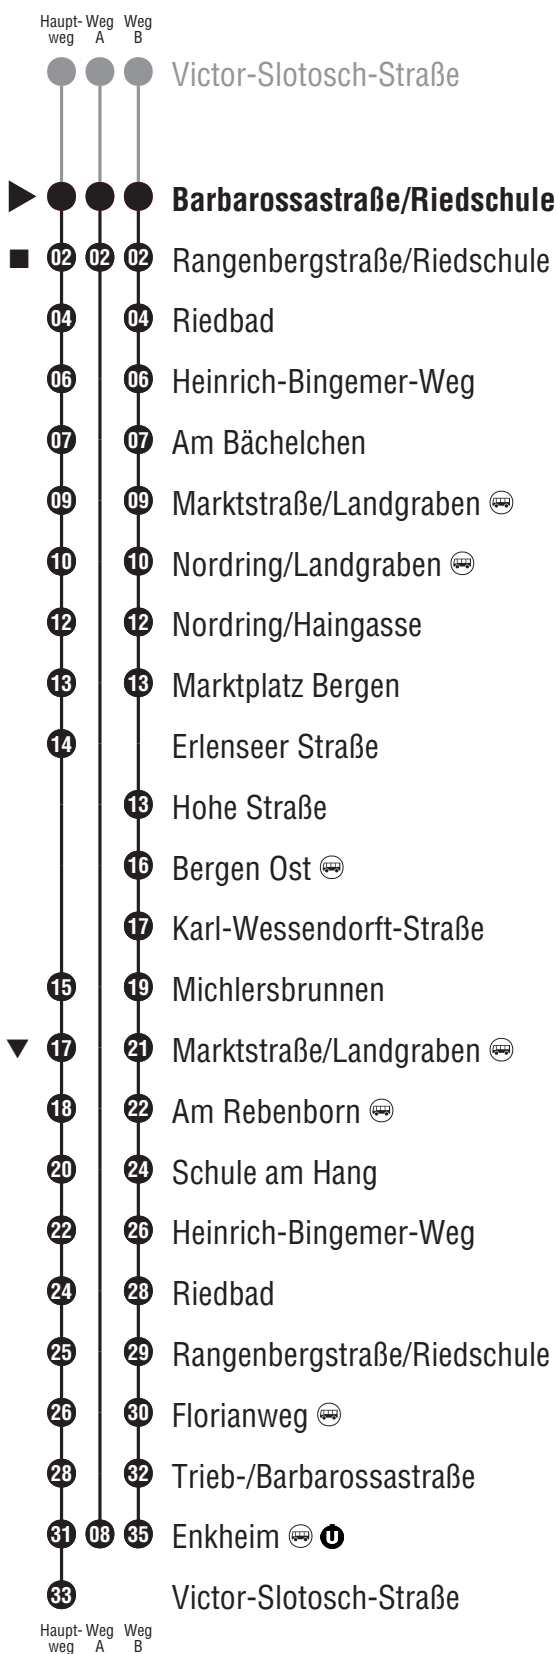 Haupt- Weg Weg
weg A B
Victor-Slotosch-Straße
Barbarossastraße/Riedschule
02 02 02 Rangenbergstraße/Riedschule
04 04 Riedbad
06 06 Heinrich-Bingemer-Weg
07 07 Am Bächelchen
09 09 Marktstraße/Landgraben
10 10 Nordring/Landgraben
12 12 Nordring/Haingasse
13 13 Marktplatz Bergen
14 Erlenseer Straße
13 Hohe Straße
16 Bergen Ost
17 Karl-Wessendorft-Straße
15 19 Michlersbrunnen
17 21 Marktstraße/Landgraben
18 22 Am Rebenborn
20 24 Schule am Hang
22 26 Heinrich-Bingemer-Weg
24 28 Riedbad
25 29 Rangenbergstraße/Riedschule
26 30 Florianweg
28 32 Trieb-/Barbarossastraße
31 08 35 Enkheim U
33 Victor-Slotosch-Straße
Haupt- Weg Weg
weg A B